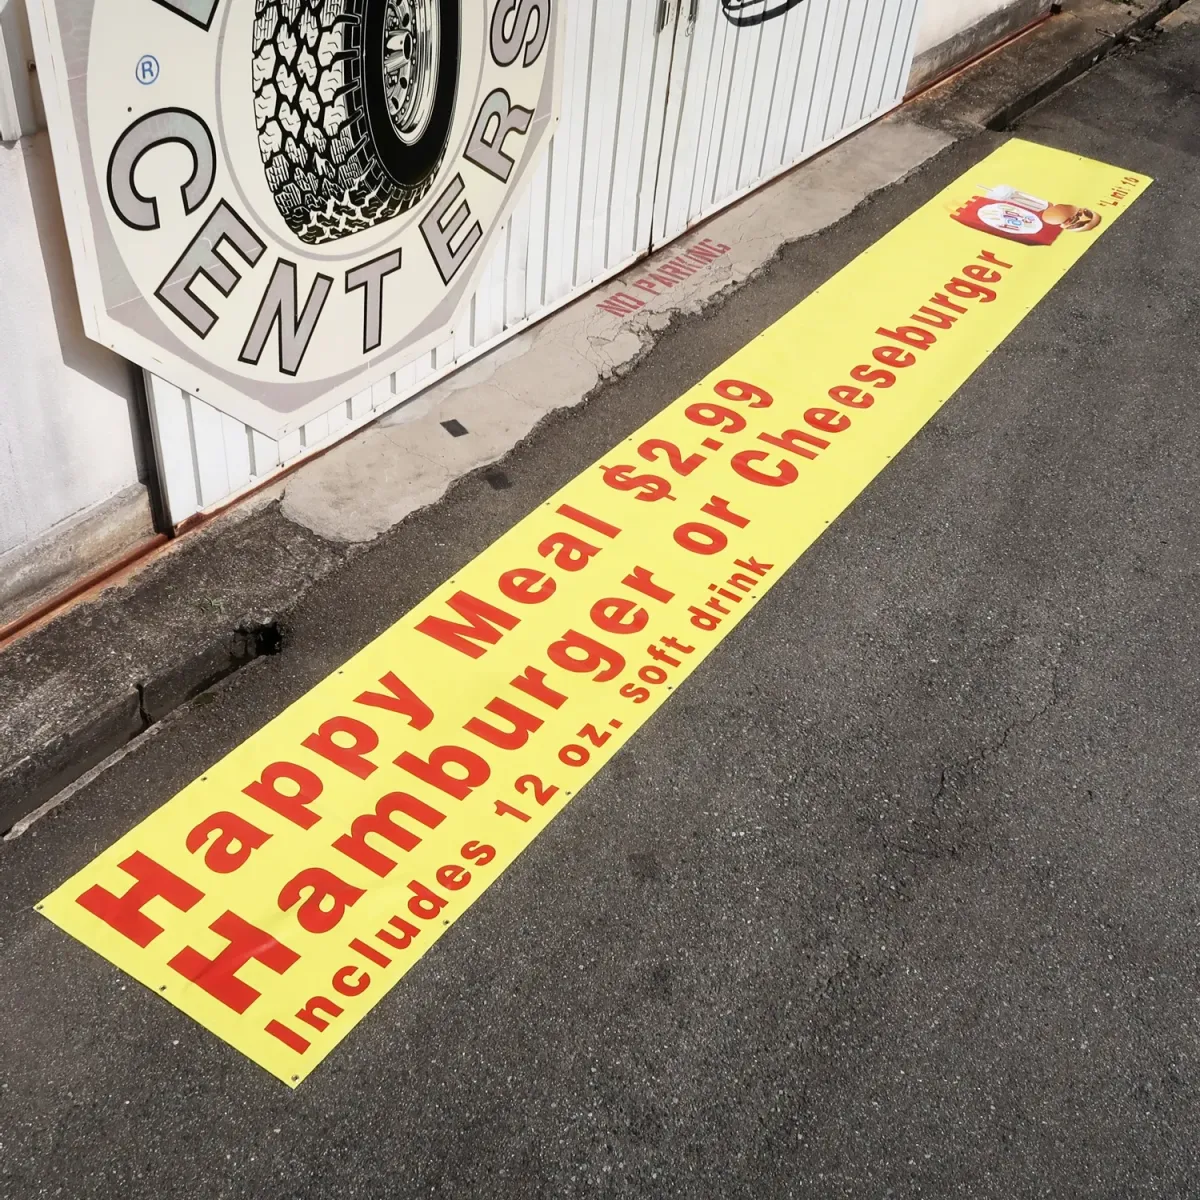 ®
CENTERS
NO PARKING
Happy Meal $2.99
Hamburger or Cheeseburger
Includes 12 oz. soft drink